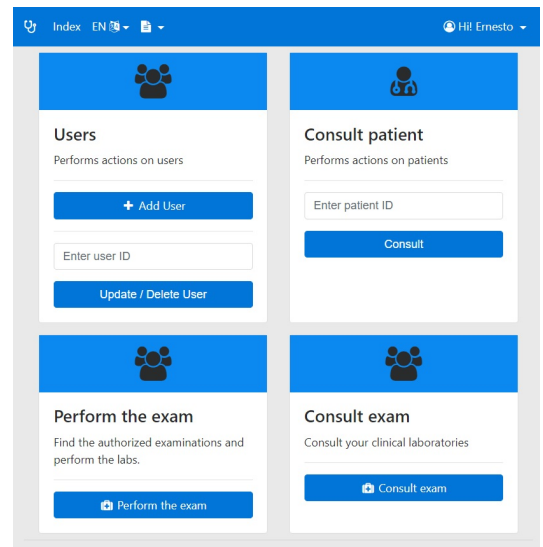 Index EN Hi! Ernesto
Users
Performs actions on users
Add User
Enter user ID
Update / Delete User
Consult patient
Performs actions on patients
Enter patient ID
Consult
Perform the exam
Find the authorized examinations and
perform the labs.
Perform the exam
Consult exam
Consult your clinical laboratories
Consult exam